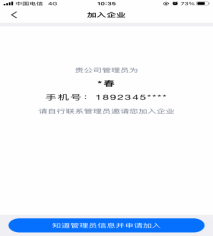 中国电信 4G 10:35 73%
加入企业
贵公司管理员为
*春
手机号：1892345****
请自行联系管理员邀请您加入企业
知道管理员信息并申请加入